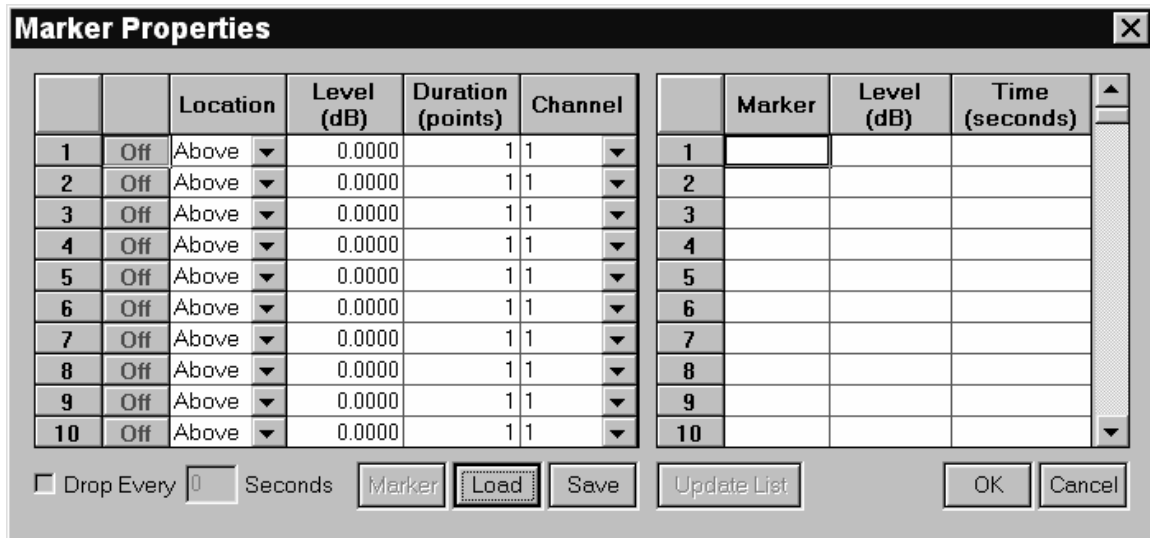 Marker Properties
Location Level (dB) Duration (points) Channel Marker Level (dB) Time (seconds)
1 Off Above 0.0000 1 1 1
2 Off Above 0.0000 1 1 2
3 Off Above 0.0000 1 1 3
4 Off Above 0.0000 1 1 4
5 Off Above 0.0000 1 1 5
6 Off Above 0.0000 1 1 6
7 Off Above 0.0000 1 1 7
8 Off Above 0.0000 1 1 8
9 Off Above 0.0000 1 1 9
10 Off Above 0.0000 1 1 10
Drop Every 0 Seconds Marker Load Save Update List OK Cancel